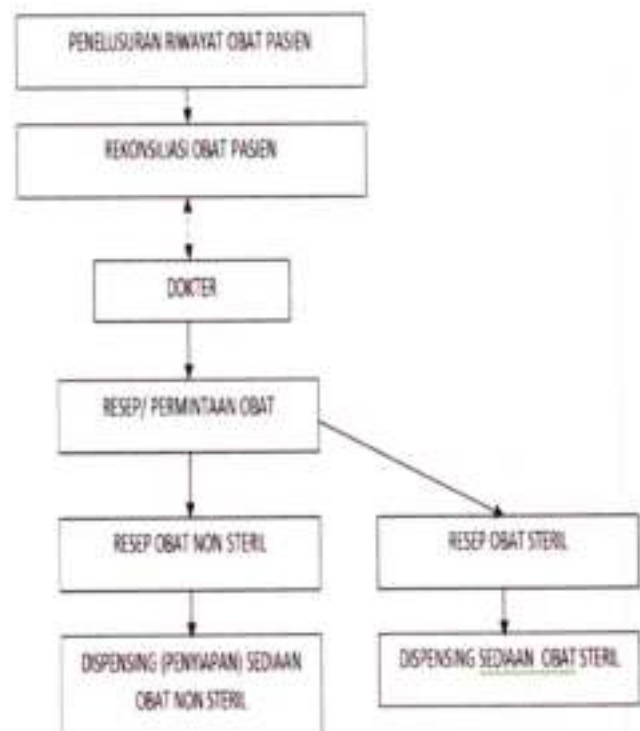 PENELUSURAN RIWAYAT OBAT PASIEN
REKONSILIASI OBAT PASIEN
DOKTER
RESEP/ PERMINTAAN OBAT
RESEP OBAT NON STERIL
RESEP OBAT STERIL
DISPENSING (PENYIAPAN) SEDIAAN
OBAT NON STERIL
DISPENSING SEDIAAN OBAT STERIL